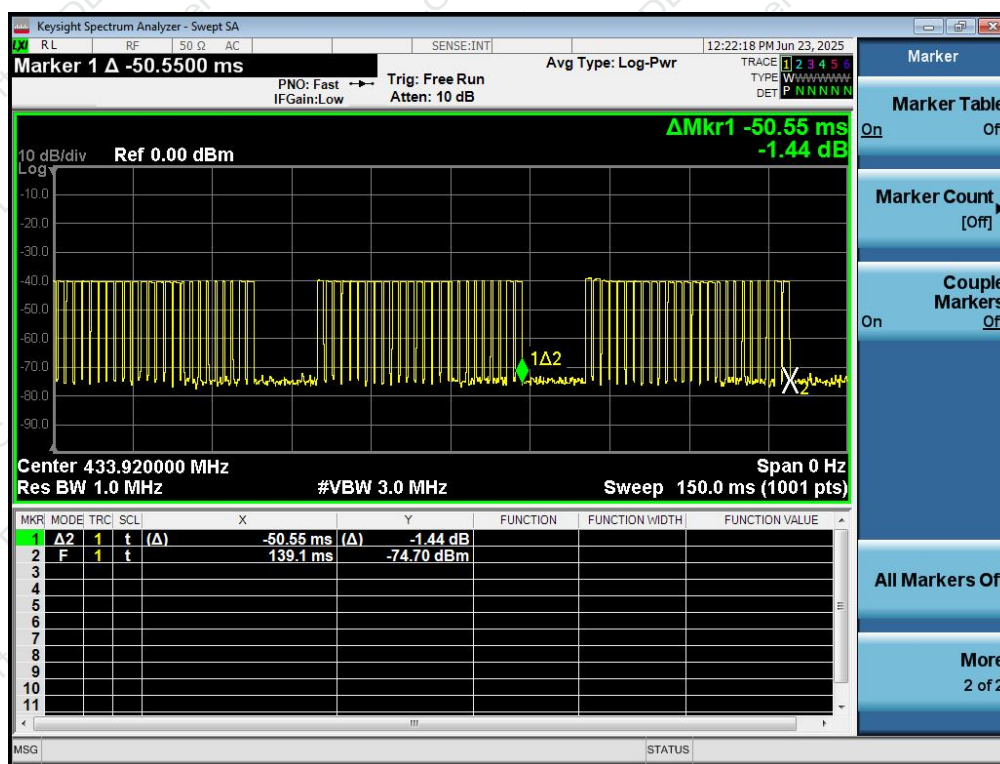 Keysight Spectrum Analyzer - Swept SA
LXI RL RF 50 Ω AC SENSE:INT 12:22:18 PM Jun 23, 2025
Marker 1 Δ -50.5500 ms
PNO: Fast
IFGain:Low
Trig: Free Run
Atten: 10 dB
Avg Type: Log-Pwr
TRACE 1 2 3 4 5 6
TYPE WWWWWW
DET P N N N N N
ΔMkr1 -50.55 ms
-1.44 dB
10 dB/div Ref 0.00 dBm
Log
-10.0
-20.0
-30.0
-40.0
-50.0
-60.0
-70.0
-80.0
-90.0
1Δ2
2
Center 433.920000 MHz Span 0 Hz
Res BW 1.0 MHz #VBW 3.0 MHz Sweep 150.0 ms (1001 pts)
MKR MODE TRC SCL X Y FUNCTION FUNCTION WIDTH FUNCTION VALUE
1 Δ2 1 t (Δ) -50.55 ms (Δ) -1.44 dB
2 F 1 t 139.1 ms -74.70 dBm
3
4
5
6
7
8
9
10
11
MSG STATUS
Marker
Marker Table
On Of
Marker Count
[Off]
Couple
Markers
On Of
All Markers Of
More
2 of 2